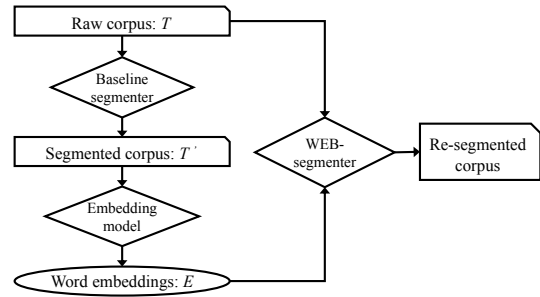 Raw corpus: T
Baseline
segmenter
Segmented corpus: T '
Embedding
model
Word embeddings: E
WEB-
segmenter
Re-segmented
corpus